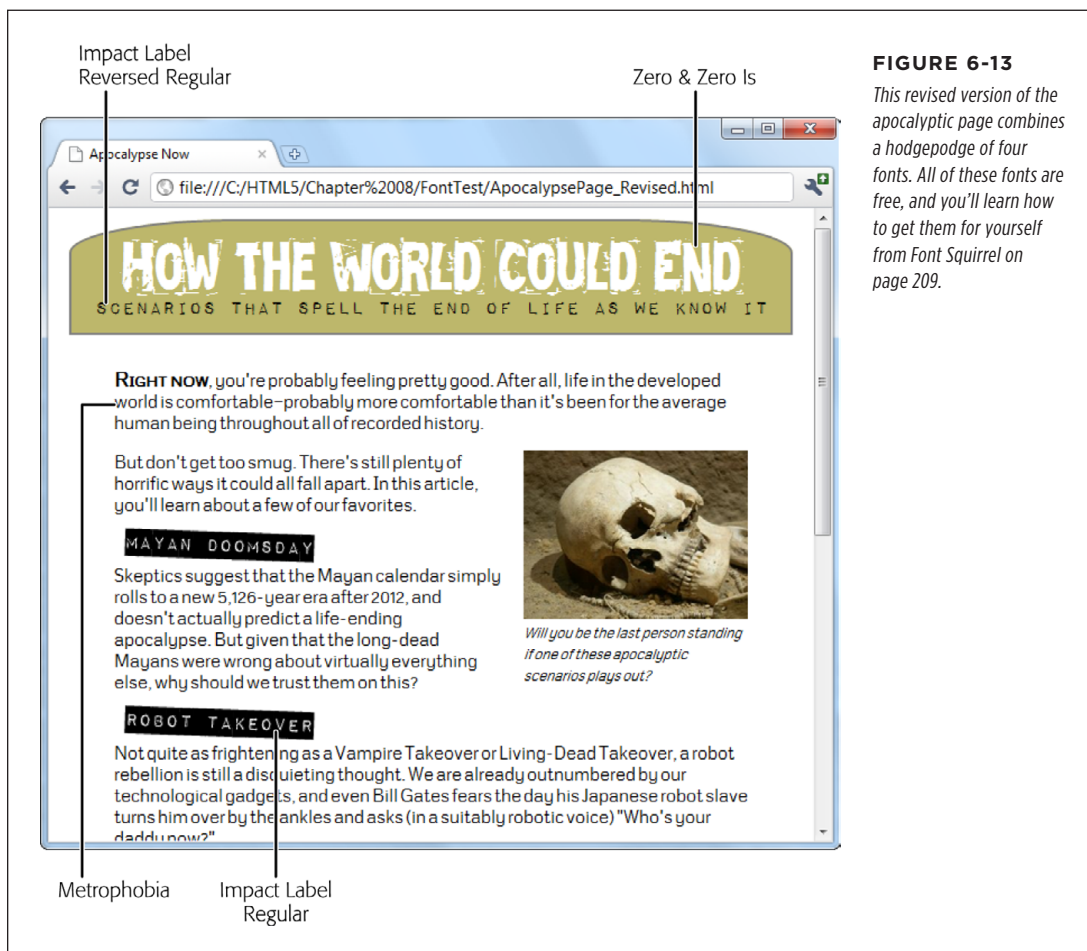 Impact Label
Reversed Regular
Zero & Zero Is
Apocalypse Now
file:///C:/HTML5/Chapter%2008/FontTest/ApocalypsePage_Revised.html
HOW THE WORLD COULD END
SCENARIOS THAT SPELL THE END OF LIFE AS WE KNOW IT
RIGHT NOW, you're probably feeling pretty good. After all, life in the developed
world is comfortable–probably more comfortable than it's been for the average
human being throughout all of recorded history.
But don't get too smug. There's still plenty of
horrific ways it could all fall apart. In this article,
you'll learn about a few of our favorites.
MAYAN DOOMSDAY
Skeptics suggest that the Mayan calendar simply
rolls to a new 5,126-year era after 2012, and
doesn't actually predict a life-ending
apocalypse. But given that the long-dead
Mayans were wrong about virtually everything
else, why should we trust them on this?
Will you be the last person standing
if one of these apocalyptic
scenarios plays out?
ROBOT TAKEOVER
Not quite as frightening as a Vampire Takeover or Living-Dead Takeover, a robot
rebellion is still a disquieting thought. We are already outnumbered by our
technological gadgets, and even Bill Gates fears the day his Japanese robot slave
turns him over by the ankles and asks (in a suitably robotic voice) "Who's your
daddy now?"
Metrophobia
Impact Label
Regular
FIGURE 6-13
This revised version of the
apocalyptic page combines
a hodgepodge of four
fonts. All of these fonts are
free, and you'll learn how
to get them for yourself
from Font Squirrel on
page 209.